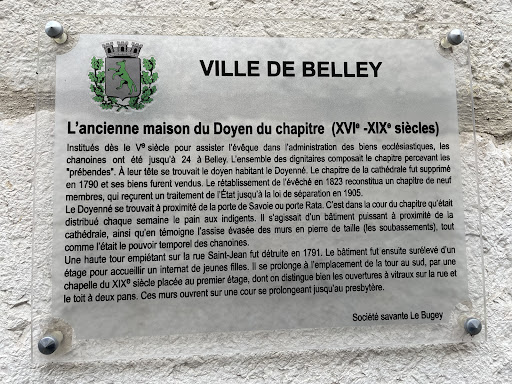 VILLE DE BELLEY
L'ancienne maison du Doyen du chapitre (XVIe -XIXe siècles)
Institués dès le Ve siècle pour assister l'évêque dans l'administration des biens ecclésiastiques, les
chanoines ont été jusqu'à 24 à Belley. L'ensemble des dignitaires composait le chapitre percevant les
"prébendes". À leur tête se trouvait le doyen habitant le Doyenné. Le chapitre de la cathédrale fut supprimé
en 1790 et ses biens furent vendus. Le rétablissement de l'évêché en 1823 reconstitua un chapitre de neuf
membres, qui reçurent un traitement de l'État jusqu'à la loi de séparation en 1905.
Le Doyenné se trouvait à proximité de la porte de Savoie ou porte Rata. C'est dans la cour du chapitre qu'était
distribué chaque semaine le pain aux indigents. Il s'agissait d'un bâtiment puissant à proximité de la
cathédrale, ainsi qu'en témoigne l'assise évasée des murs en pierre de taille (les soubassements), tout
comme l'était le pouvoir temporel des chanoines.
Une haute tour empiétant sur la rue Saint-Jean fut détruite en 1791. Le bâtiment fut ensuite surélevé d'un
étage pour accueillir un internat de jeunes filles. Il se prolonge à l'emplacement de la tour au sud, par une
chapelle du XIXe siècle placée au premier étage, dont on distingue bien les ouvertures à vitraux sur la rue et
le toit à deux pans. Ces murs ouvrent sur une cour se prolongeant jusqu'au presbytère.
Société savante Le Bugey